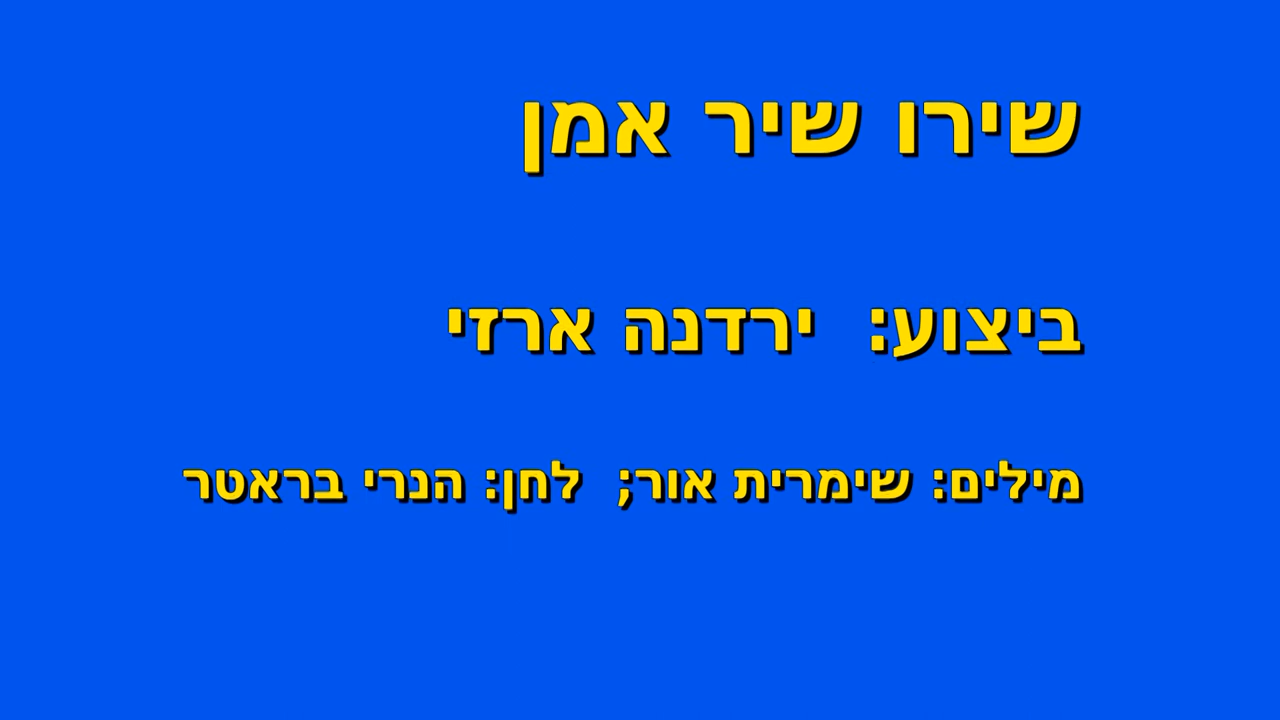 שירו שיר אמן
ביצוע:  ירדנה ארזי
מילים: שימרית אור;  לחן: הנרי בראטר